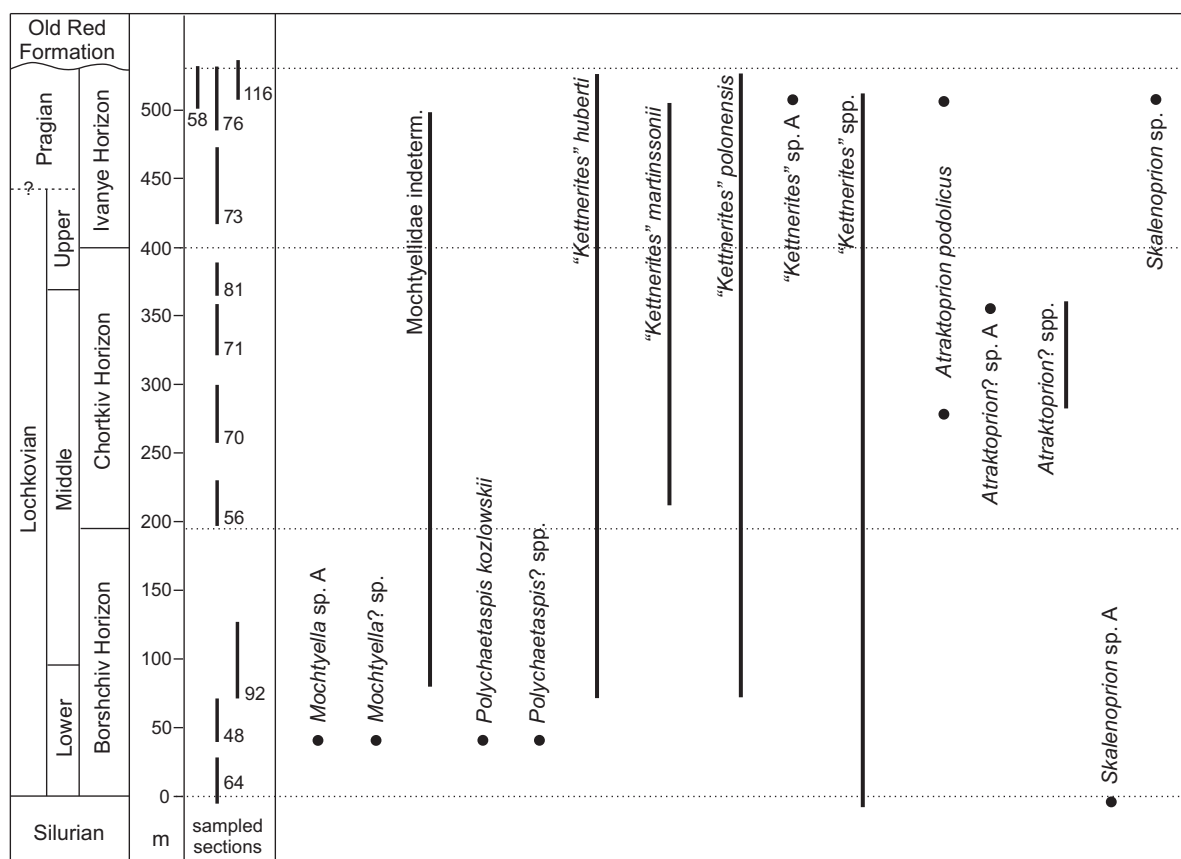 Old Red
Formation
Pragian
?
Lochkovian
Upper
Middle
Lower
Ivanye Horizon
Chortkiv Horizon
Borshchiv Horizon
Silurian
500
450
400
350
300
250
200
150
100
50
0
m
58
76
116
73
81
71
70
56
92
48
64
sampled
sections
Mochtyella sp. A
Mochtyella? sp.
Mochtyellidae indeterm.
Polychaetaspis kozlowskii
Polychaetaspis? spp.
“Kettnerites” huberti
“Kettnerites” martinssonii
“Kettnerites” polonensis
“Kettnerites” sp. A
“Kettnerites” spp.
Atraktoprion podolicus
Atraktoprion? sp. A
Atraktoprion? spp.
Skalenoprion sp. A
Skalenoprion sp.